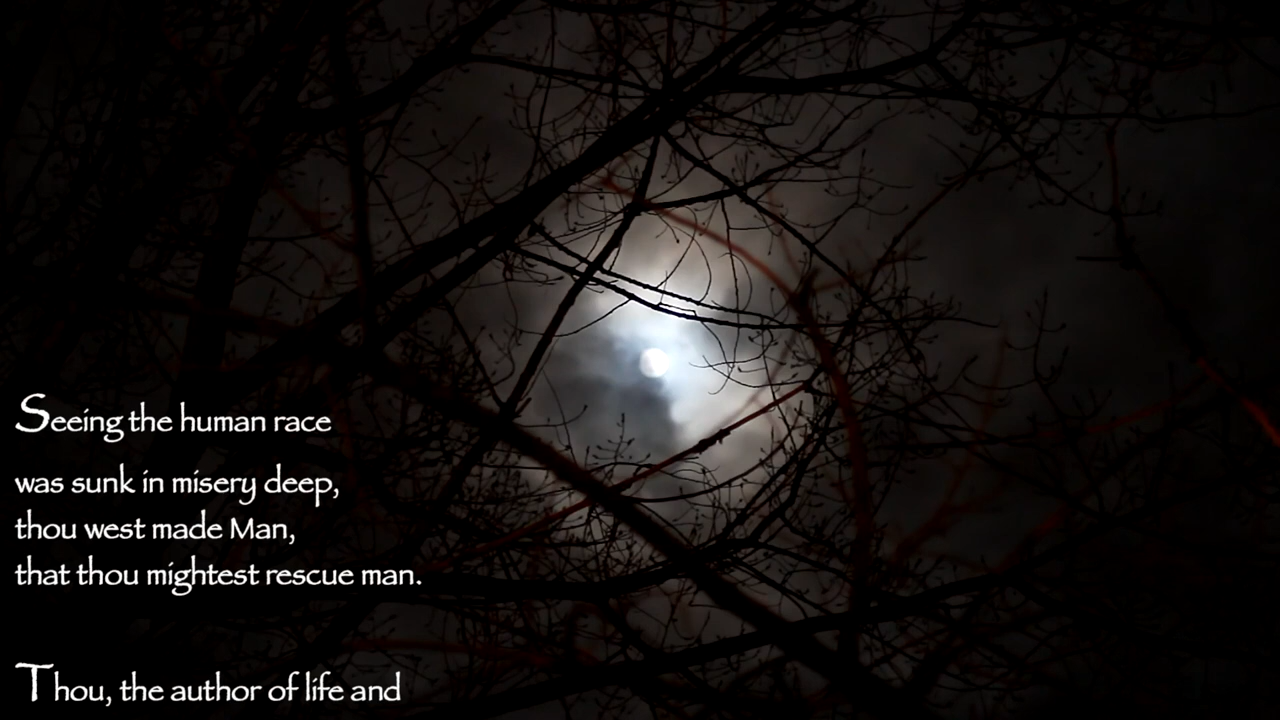 Seeing the human race
was sunk in misery deep,
thou west made Man,
that thou mightest rescue man.
Thou, the author of life and